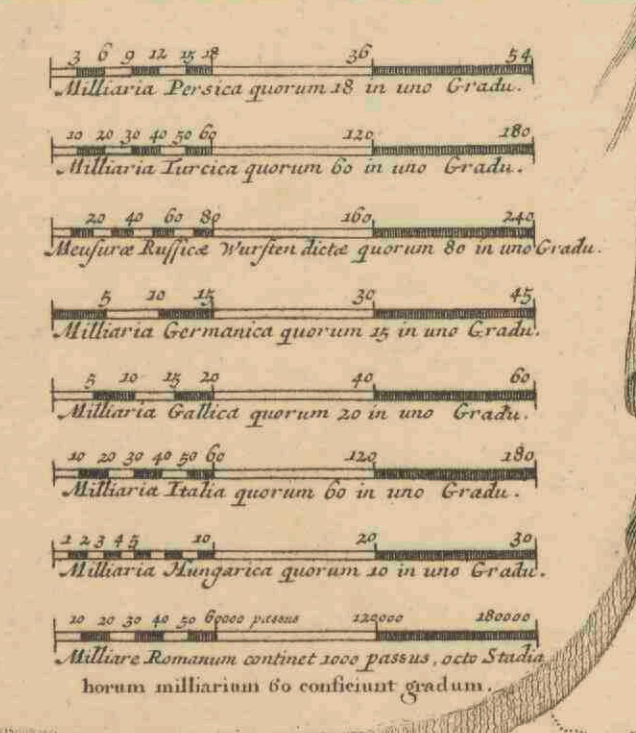 3 6 9 12 15 18 36 54
Milliaria Persica quorum 18 in uno Gradu.
10 20 30 40 50 60 120 180
Milliaria Turcica quorum 60 in uno Gradu.
20 40 60 80 160 240
Meusuræ Russicæ Wursten dictæ quorum 80 in uno Gradu.
5 10 15 30 45
Milliaria Germanica quorum 15 in uno Gradu.
5 10 15 20 40 60
Milliaria Gallica quorum 20 in uno Gradu.
10 20 30 40 50 60 120 180
Milliaria Italia quorum 60 in uno Gradu.
1 2 3 4 5 10 20 30
Milliaria Hungarica quorum 10 in uno Gradu.
10 20 30 40 50 60000 passus 120000 180000
Milliare Romanum continet 1000 passus, octo Stadia
horum milliarium 60 conficiunt gradum.